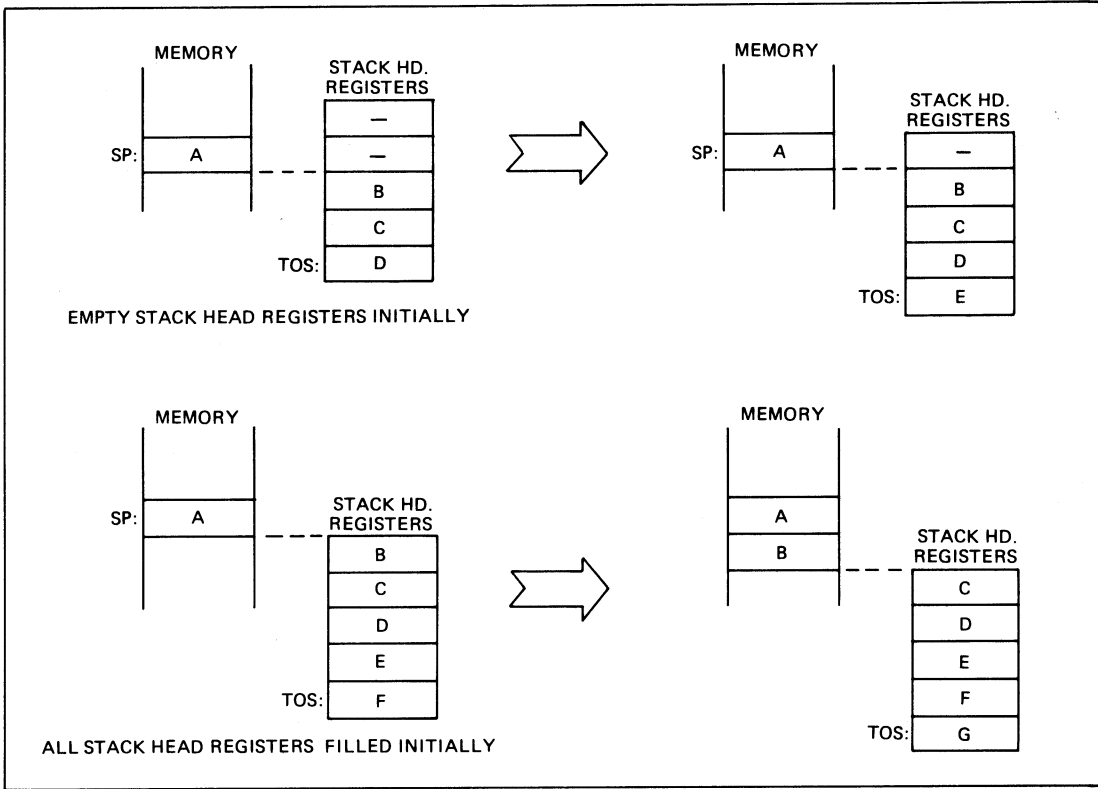 MEMORY
STACK HD.
REGISTERS
—
SP: A —
B
C
TOS: D
EMPTY STACK HEAD REGISTERS INITIALLY
MEMORY
STACK HD.
REGISTERS
SP: A —
B
C
D
TOS: E
MEMORY
STACK HD.
REGISTERS
SP: A
B
C
D
E
TOS: F
ALL STACK HEAD REGISTERS FILLED INITIALLY
MEMORY
A
B
STACK HD.
REGISTERS
C
D
E
F
TOS: G